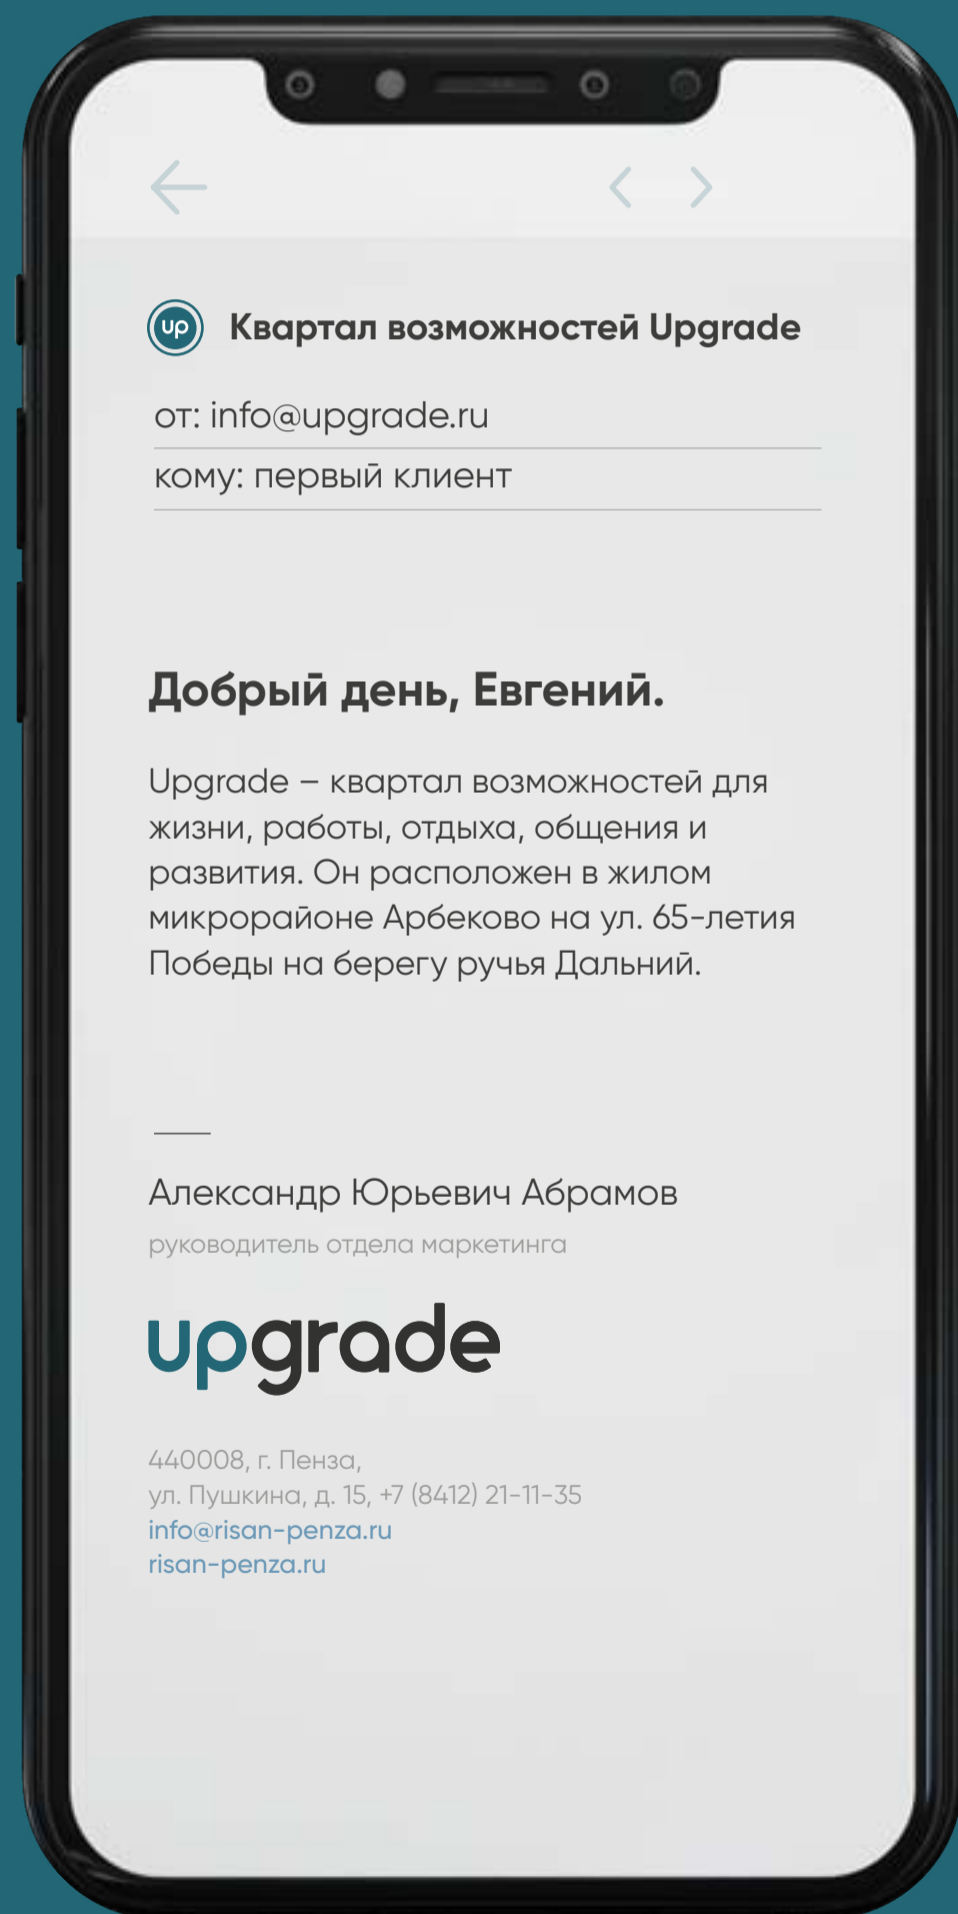 up
Квартал возможностей Upgrade
от: info@upgrade.ru
кому: первый клиент
Добрый день, Евгений.
Upgrade – квартал возможностей для
жизни, работы, отдыха, общения и
развития. Он расположен в жилом
микрорайоне Арбеково на ул. 65-летия
Победы на берегу ручья Дальний.
Александр Юрьевич Абрамов
руководитель отдела маркетинга
upgrade
440008, г. Пенза,
ул. Пушкина, д. 15, +7 (8412) 21-11-35
info@risan-penza.ru
risan-penza.ru